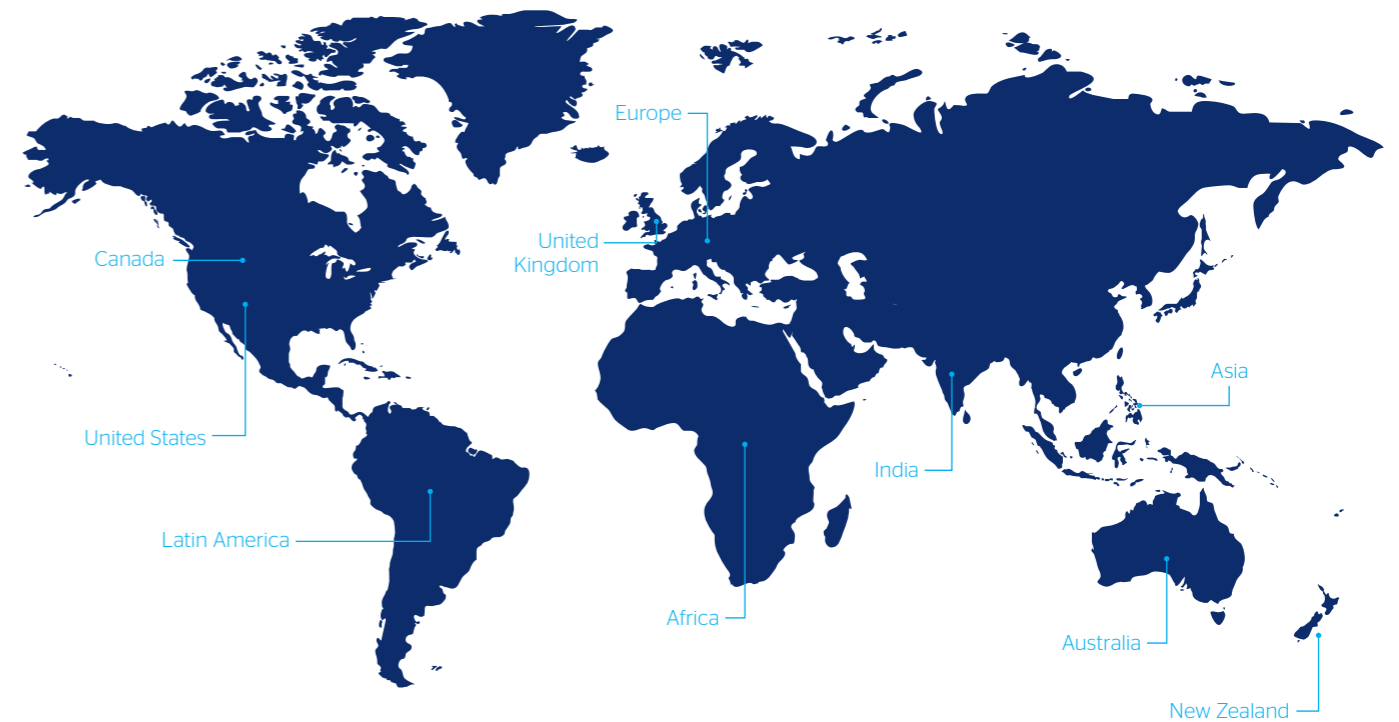 Europe
United
Kingdom
Canada
Asia
United States
India
Latin America
Africa
Australia
New Zealand